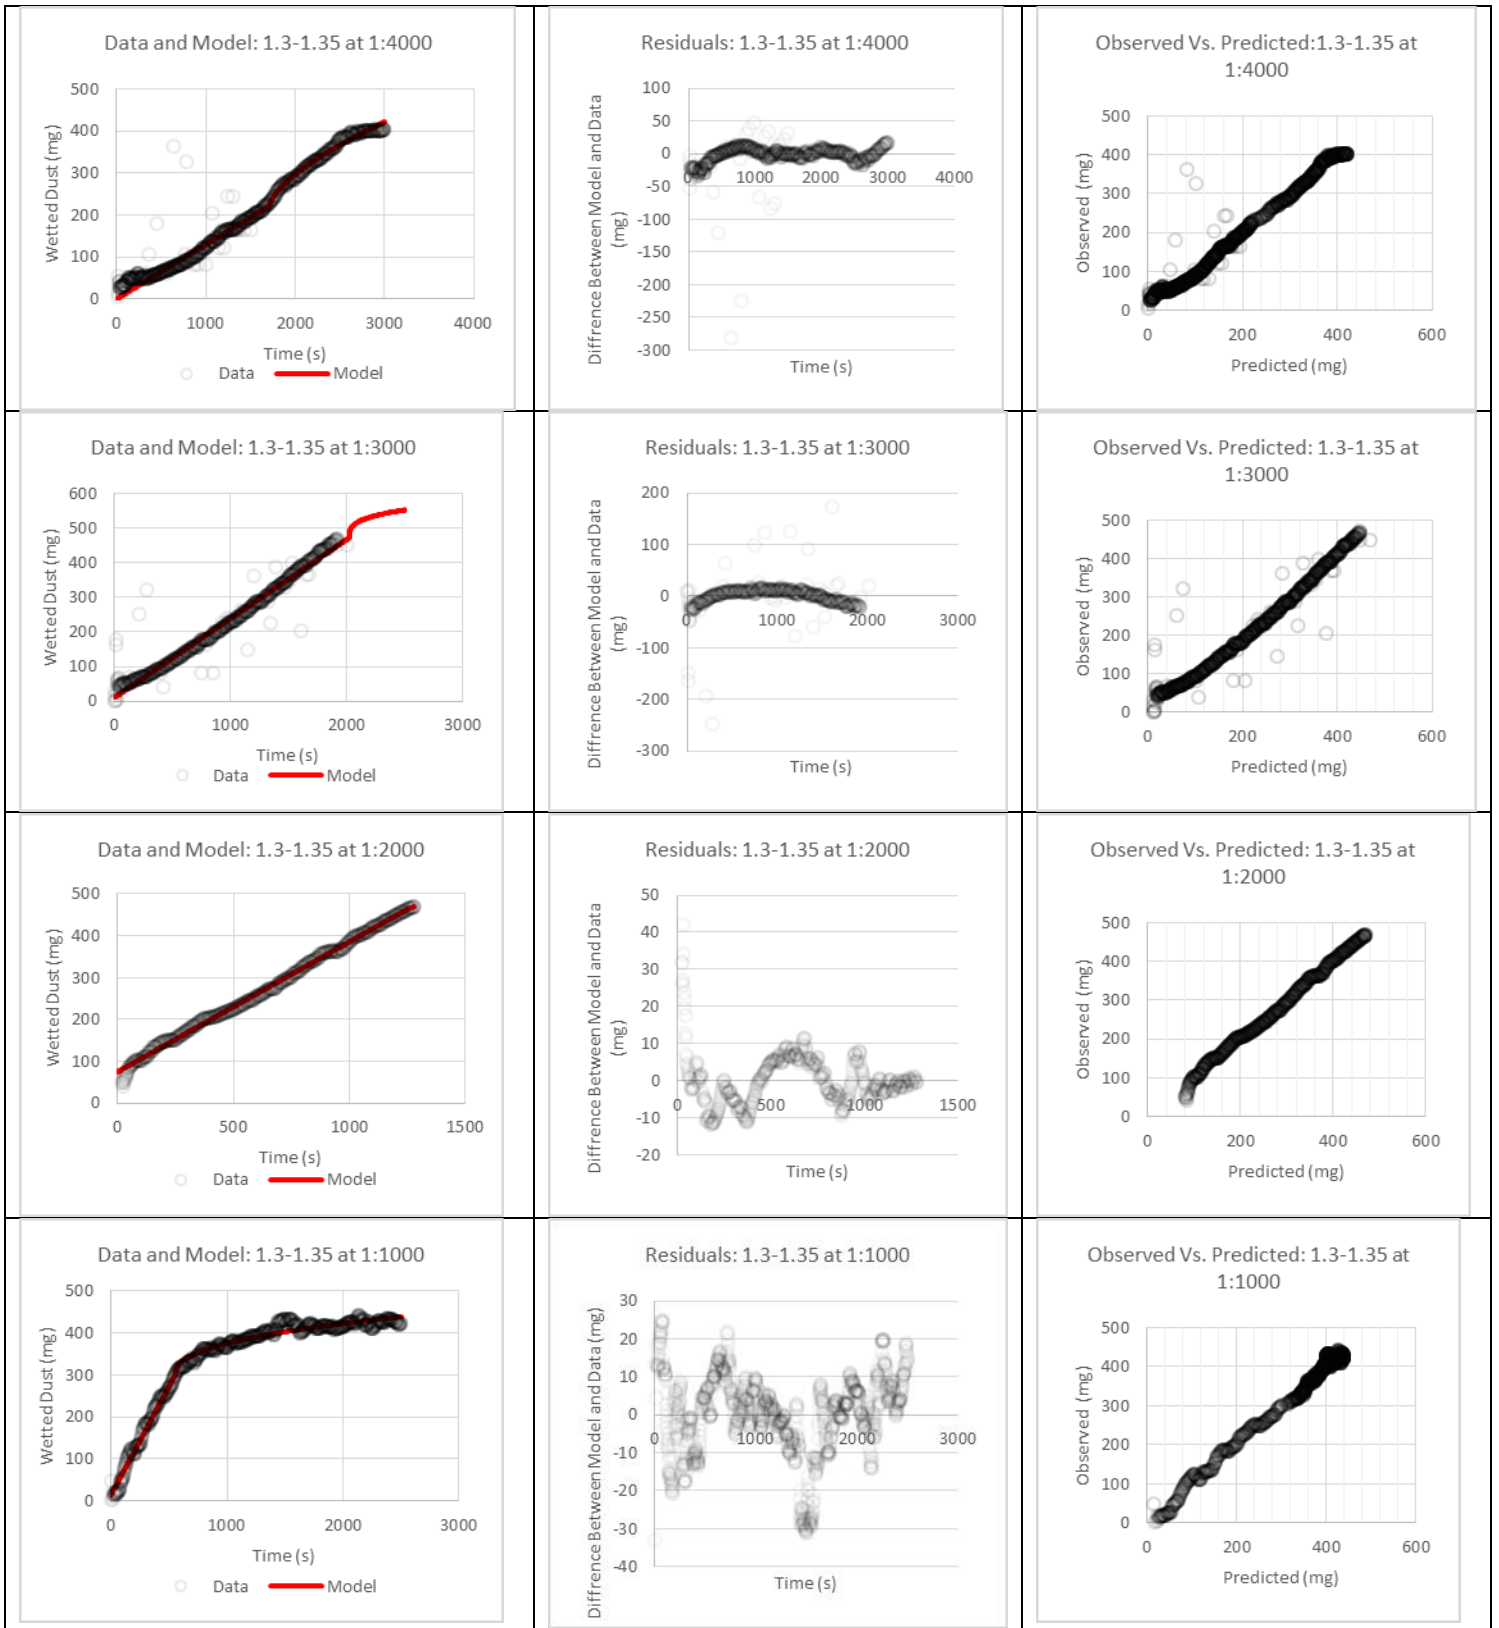 Data and Model: 1.3-1.35 at 1:4000
500
400
300
200
100
0
0 1000 2000 3000 4000
Wetted Dust (mg)
Time (s)
Data Model
Residuals: 1.3-1.35 at 1:4000
100
50
0
-50
-100
-150
-200
-250
-300
0 1000 2000 3000 4000
Diffrence Between Model and Data
(mg)
Time (s)
Observed Vs. Predicted:1.3-1.35 at
1:4000
500
400
300
200
100
0
0 200 400 600
Observed (mg)
Predicted (mg)
Data and Model: 1.3-1.35 at 1:3000
600
500
400
300
200
100
0
0 1000 2000 3000
Wetted Dust (mg)
Time (s)
Data Model
Residuals: 1.3-1.35 at 1:3000
200
100
0
-100
-200
-300
0 1000 2000 3000
Diffrence Between Model and Data
(mg)
Time (s)
Observed Vs. Predicted: 1.3-1.35 at
1:3000
500
400
300
200
100
0
0 200 400 600
Observed (mg)
Predicted (mg)
Data and Model: 1.3-1.35 at 1:2000
500
400
300
200
100
0
0 500 1000 1500
Wetted Dust (mg)
Time (s)
Data Model
Residuals: 1.3-1.35 at 1:2000
50
40
30
20
10
0
-10
-20
0 500 1000 1500
Diffrence Between Model and Data
(mg)
Time (s)
Observed Vs. Predicted: 1.3-1.35 at
1:2000
500
400
300
200
100
0
0 200 400 600
Observed (mg)
Predicted (mg)
Data and Model: 1.3-1.35 at 1:1000
500
400
300
200
100
0
0 1000 2000 3000
Wetted Dust (mg)
Time (s)
Data Model
Residuals: 1.3-1.35 at 1:1000
30
20
10
0
-10
-20
-30
-40
0 1000 2000 3000
Diffrence Between Model and Data (mg)
Time (s)
Observed Vs. Predicted: 1.3-1.35 at
1:1000
500
400
300
200
100
0
0 200 400 600
Observed (mg)
Predicted (mg)